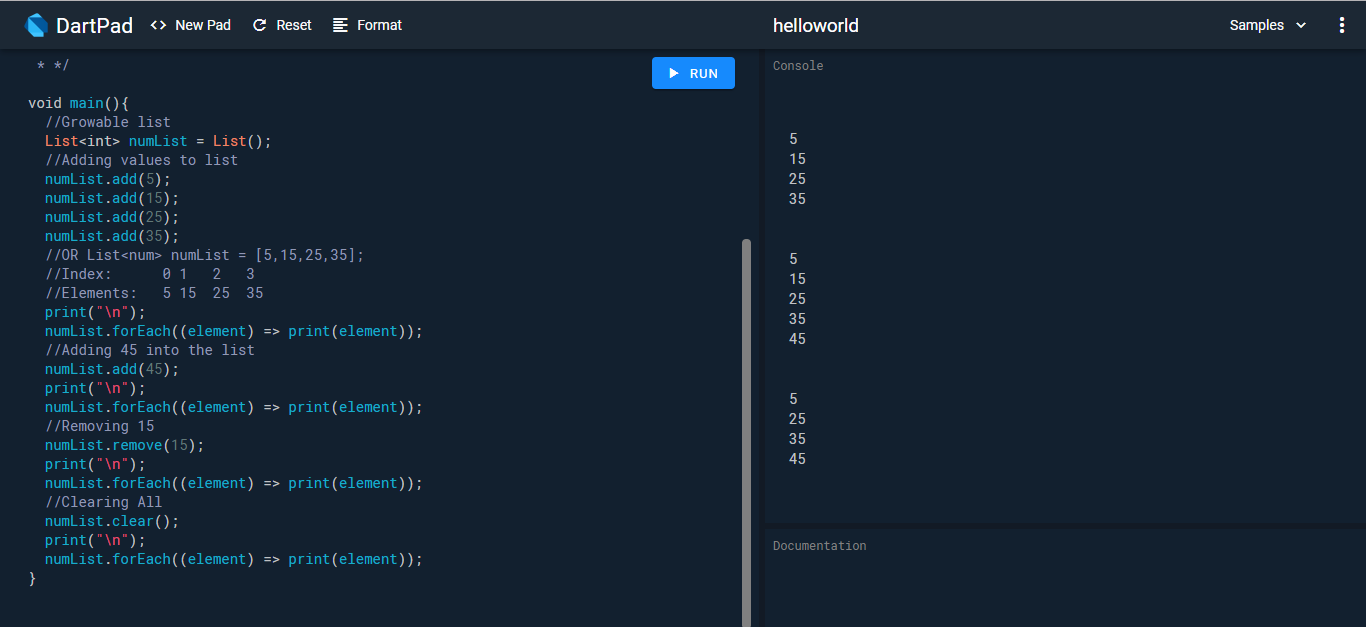 DartPad <> New Pad Reset Format helloworld Samples
* */
RUN
void main(){
//Growable list
List<int> numList = List();
//Adding values to list
numList.add(5);
numList.add(15);
numList.add(25);
numList.add(35);
//OR List<num> numList = [5,15,25,35];
//Index:      0 1   2   3
//Elements:   5 15  25  35
print("\n");
numList.forEach((element) => print(element));
//Adding 45 into the list
numList.add(45);
print("\n");
numList.forEach((element) => print(element));
//Removing 15
numList.remove(15);
print("\n");
numList.forEach((element) => print(element));
//Clearing All
numList.clear();
print("\n");
numList.forEach((element) => print(element));
}
Console
5
15
25
35
5
15
25
35
45
5
25
35
45
Documentation